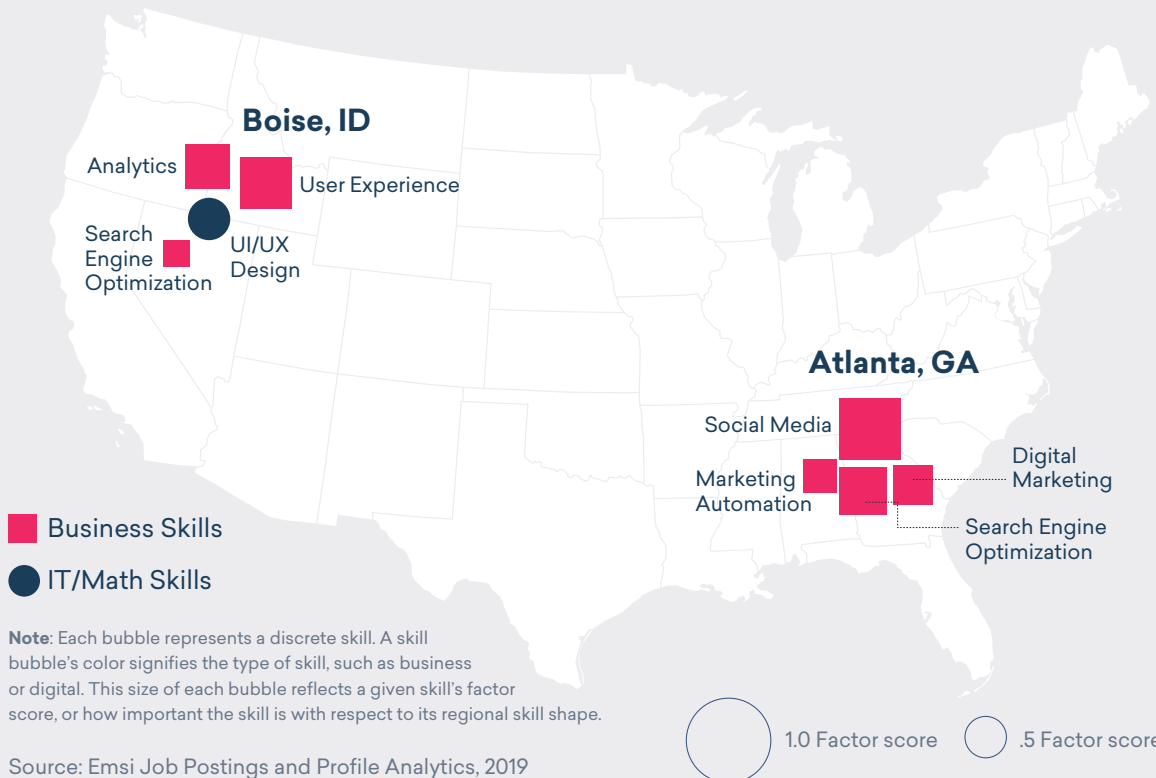 Boise, ID
Analytics
User Experience
Search
Engine
Optimization
UI/UX
Design
Atlanta, GA
Social Media
Marketing
Automation
Digital
Marketing
Search Engine
Optimization
Business Skills
IT/Math Skills
Note: Each bubble represents a discrete skill. A skill
bubble's color signifies the type of skill, such as business
or digital. This size of each bubble reflects a given skill's factor
score, or how important the skill is with respect to its regional skill shape.
1.0 Factor score
.5 Factor score
Source: Emsi Job Postings and Profile Analytics, 2019